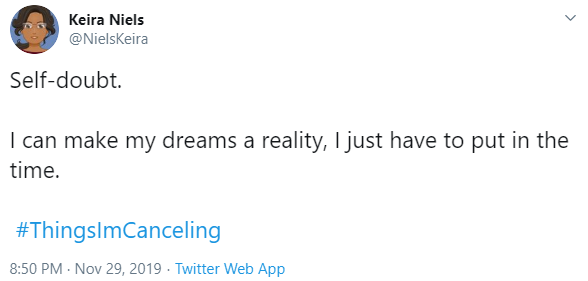 Keira Niels
@NielsKeira
Self-doubt.
I can make my dreams a reality, I just have to put in the
time.
#ThingsImCanceling
8:50 PM · Nov 29, 2019 · Twitter Web App